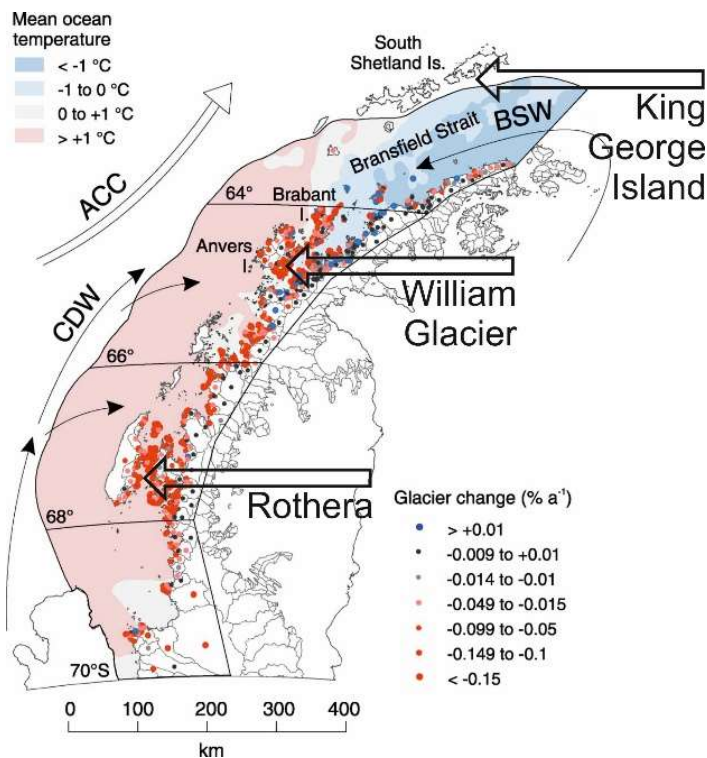 Mean ocean
temperature
< -1 °C
-1 to 0 °C
0 to +1 °C
> +1 °C
South
Shetland Is.
King
George
Island
BSW
Bransfield Strait
ACC
64°
Brabant
I.
Anvers
I.
William
Glacier
CDW
66°
Rothera
68°
70°S
Glacier change (% a⁻¹)
> +0.01
-0.009 to +0.01
-0.014 to -0.01
-0.049 to -0.015
-0.099 to -0.05
-0.149 to -0.1
< -0.15
0 100 200 300 400
km